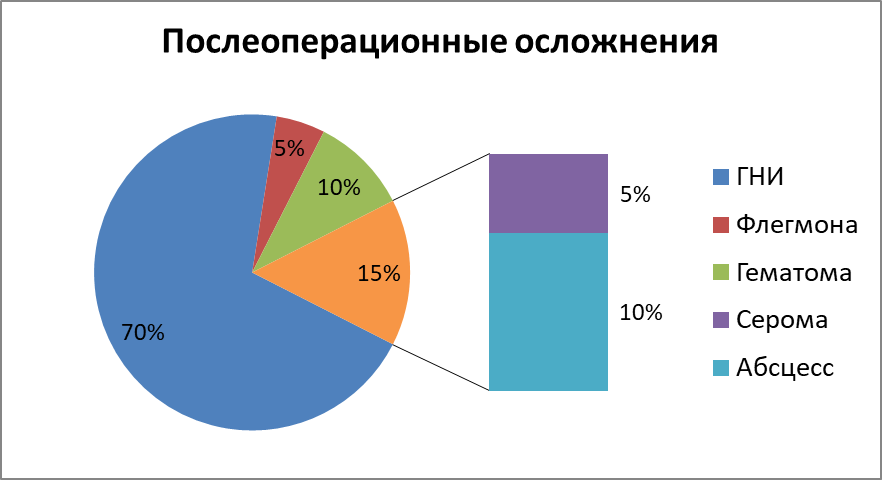 Послеоперационные осложнения
5%
10%
15%
70%
5%
10%
ГНИ
Флегмона
Гематома
Серома
Абсцесс